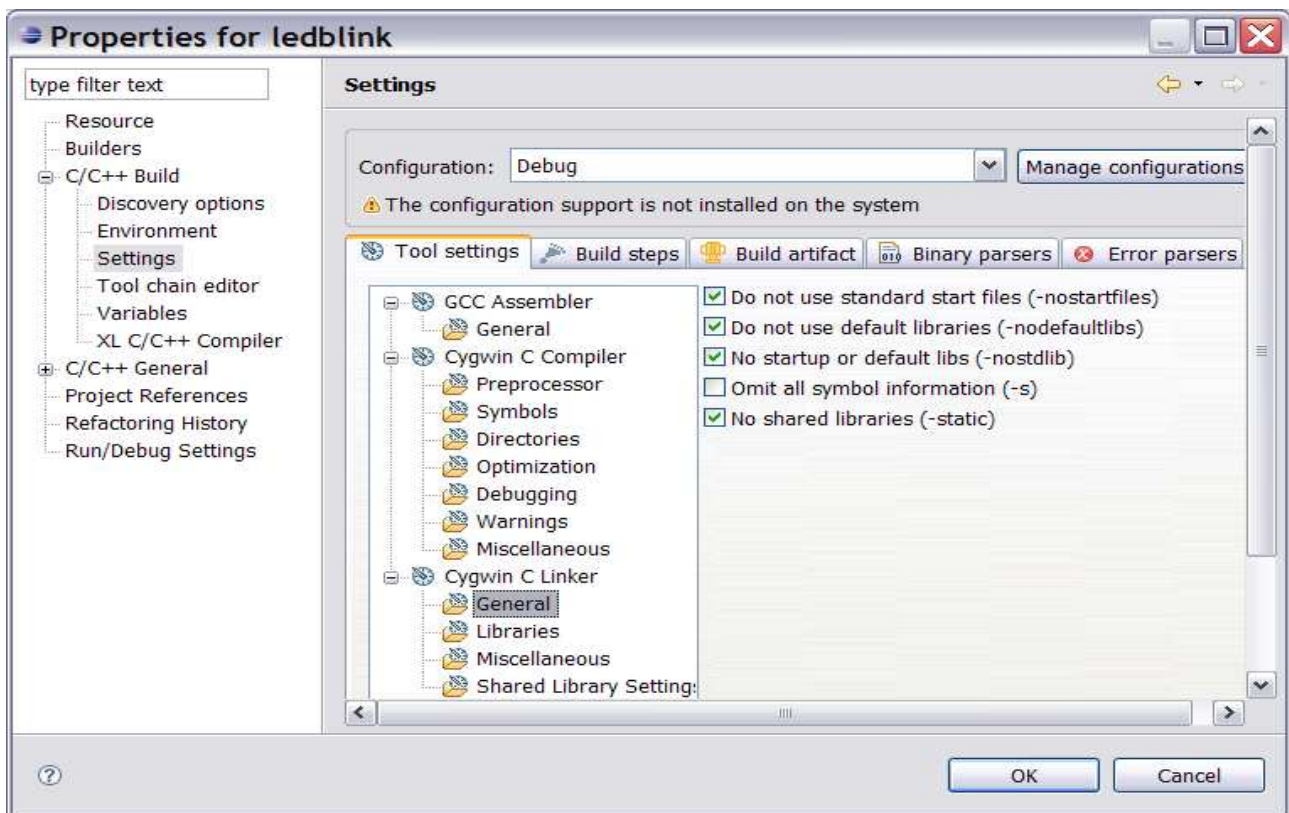 Properties for ledblink
type filter text
Resource
Builders
C/C++ Build
Discovery options
Environment
Settings
Tool chain editor
Variables
XL C/C++ Compiler
C/C++ General
Project References
Refactoring History
Run/Debug Settings
Settings
Configuration: Debug Manage configurations
The configuration support is not installed on the system
Tool settings Build steps Build artifact Binary parsers Error parsers
GCC Assembler
General
Cygwin C Compiler
Preprocessor
Symbols
Directories
Optimization
Debugging
Warnings
Miscellaneous
Cygwin C Linker
General
Libraries
Miscellaneous
Shared Library Setting
Do not use standard start files (-nostartfiles)
Do not use default libraries (-nodefaultlibs)
No startup or default libs (-nostdlib)
Omit all symbol information (-s)
No shared libraries (-static)
OK Cancel